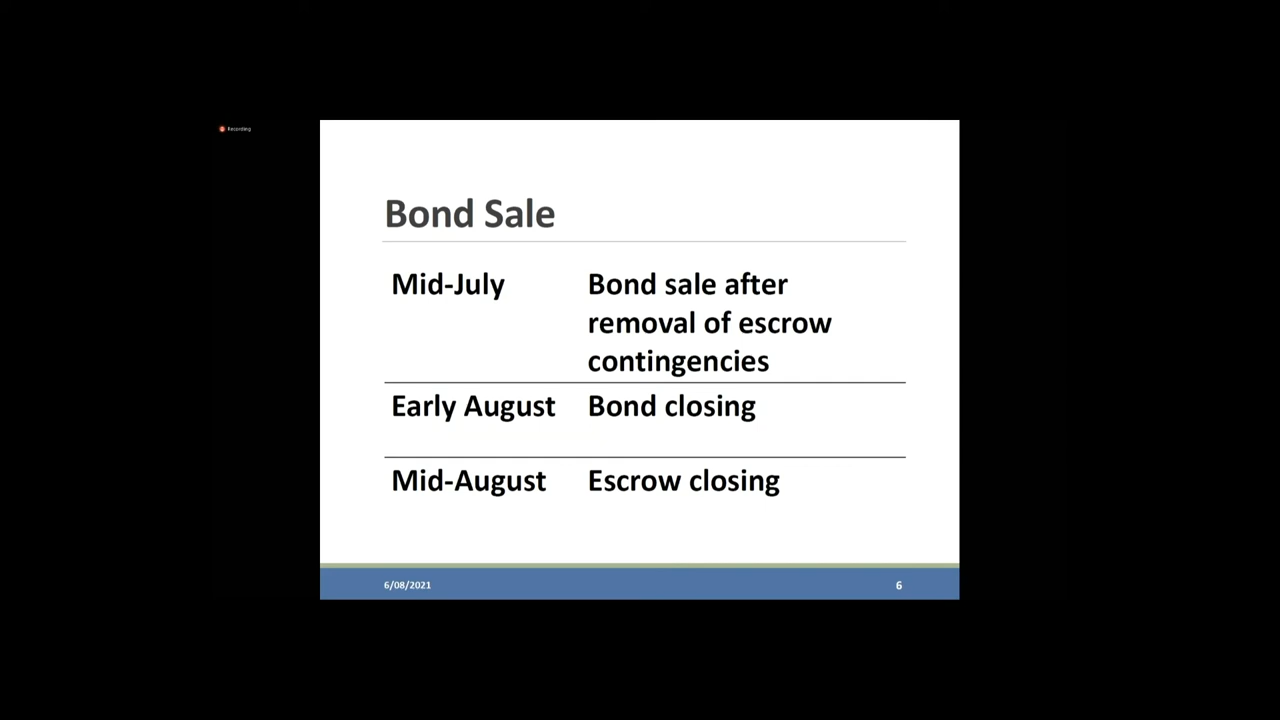 Recording
Bond Sale
Mid-July Bond sale after
removal of escrow
contingencies
Early August Bond closing
Mid-August Escrow closing
6/08/2021 6